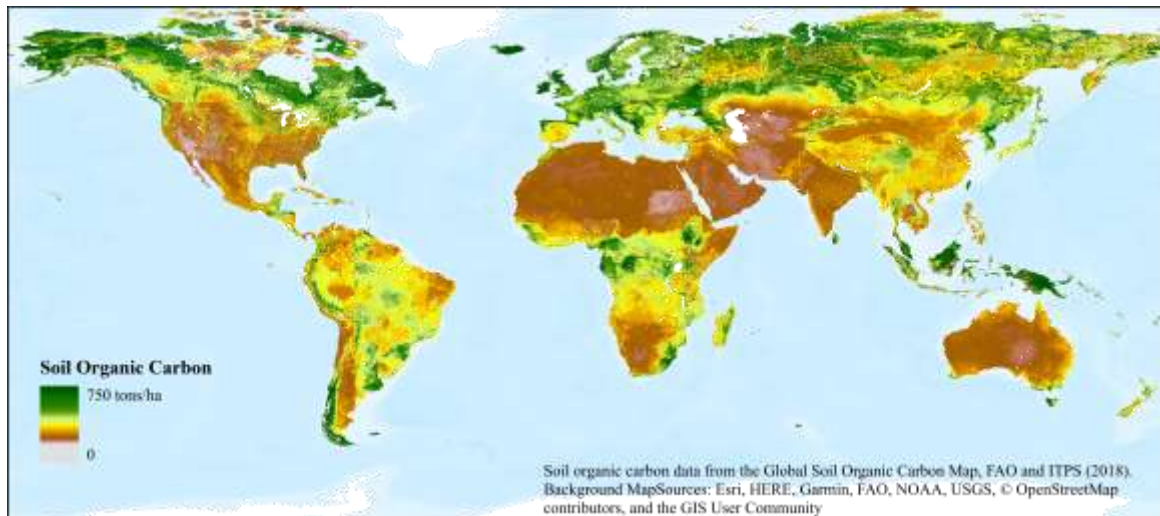 Soil Organic Carbon
750 tons/ha
0
Soil organic carbon data from the Global Soil Organic Carbon Map, FAO and ITPS (2018).
Background MapSources: Esri, HERE, Garmin, FAO, NOAA, USGS, © OpenStreetMap
contributors, and the GIS User Community